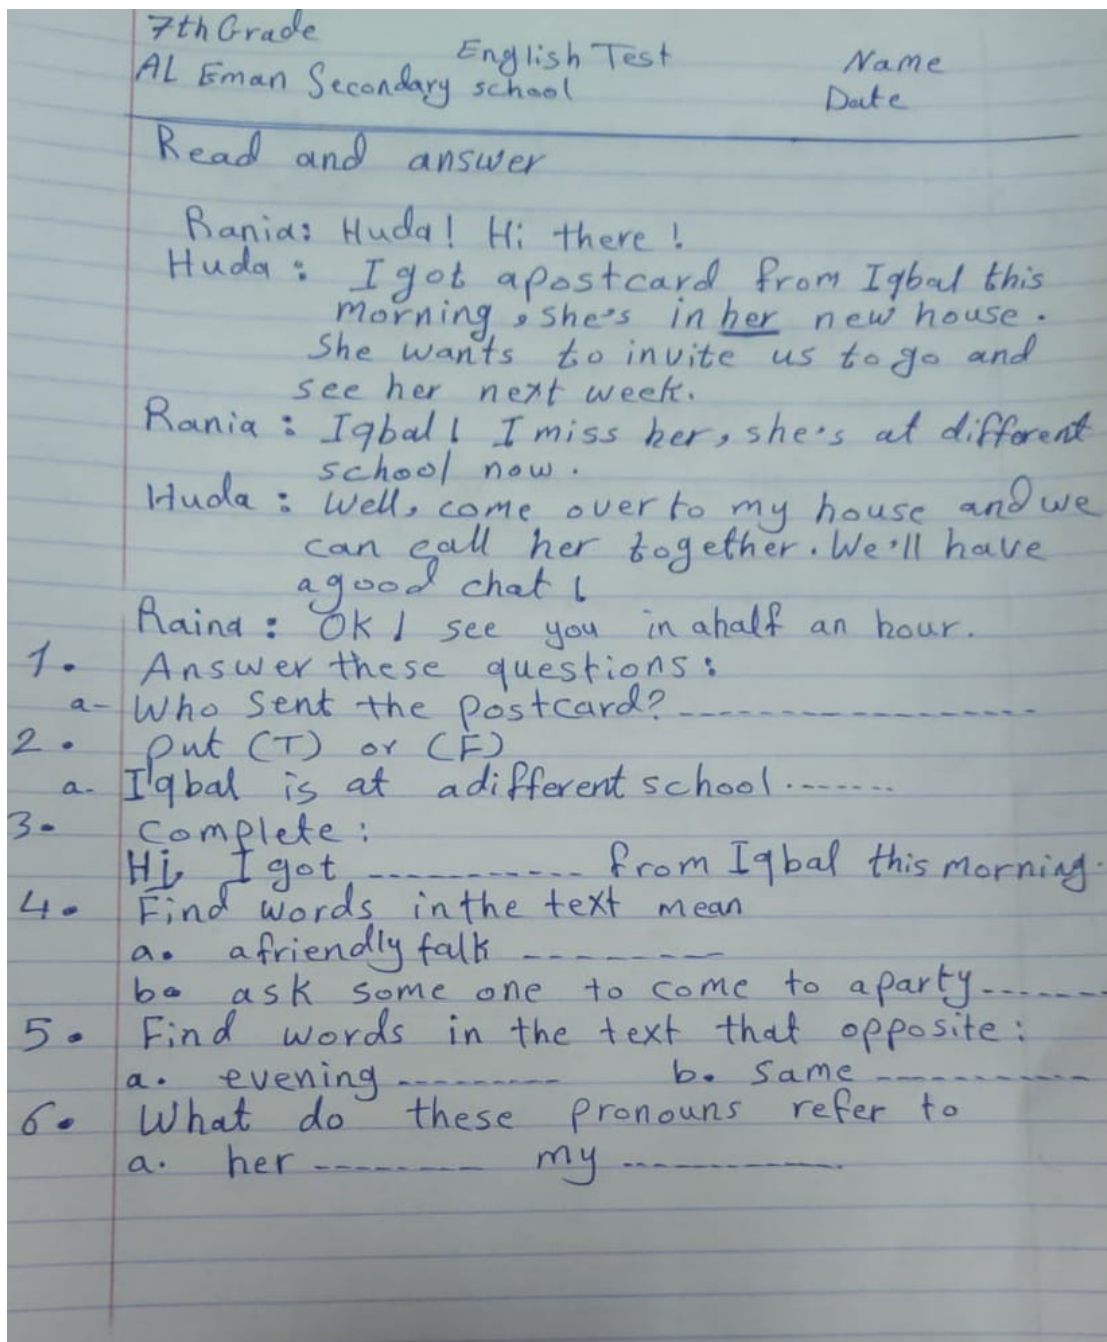 7th Grade
English Test
Name
AL Eman Secondary school
Date
Read and answer
Rania: Huda! Hi there!
Huda: I got apostcard from Iqbal this
morning, she's in her new house.
She wants to invite us to go and
see her next week.
Rania: Iqbal! I miss her, she's at different
school now.
Huda: Well, come over to my house and we
can call her together. We'll have
agood chat!
Raina: OK! see you in ahalf an hour.
1. Answer these questions:
a- Who sent the postcard? ------------------
2. put (T) or (F)
a- Iqbal is at adifferent school.......
3- complete:
Hi, I got ----------- from Iqbal this morning.
4. Find words inthe text mean
a. afriendly falk ---------
b. ask some one to come to aparty.......
5. Find words in the text that opposite:
a. evening --------- b. same -----------
6. What do these pronouns refer to
a. her -------- my -----------